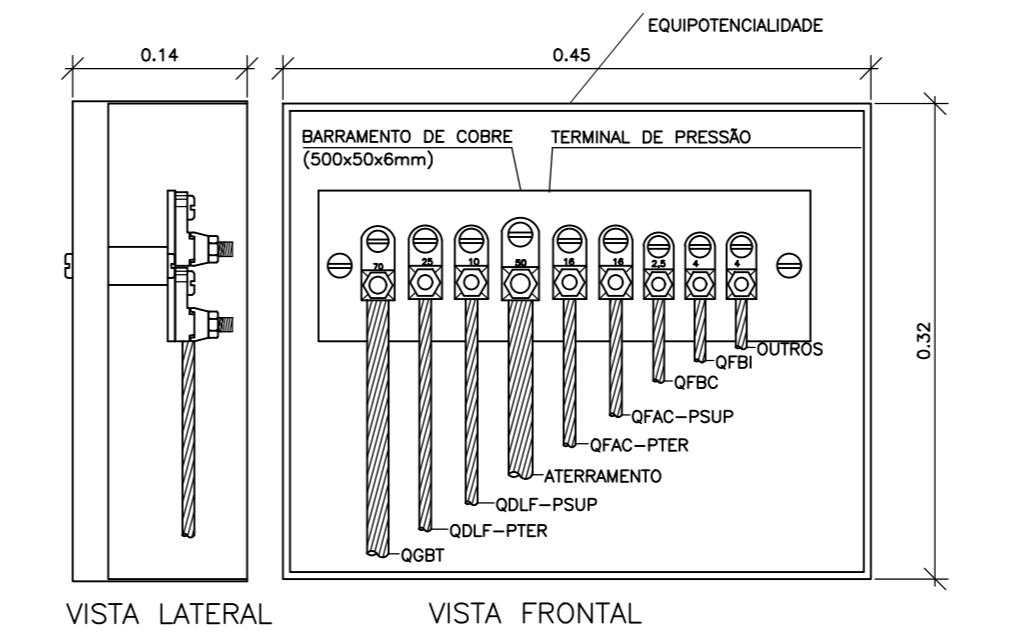 EQUIPOTENCIALIDADE
0.14
0.45
BARRAMENTO DE COBRE
(500x50x6mm)
TERMINAL DE PRESSÃO
70
25
10
50
16
16
2,5
4
4
0.32
OUTROS
QFBI
QFBC
QFAC-PSUP
QFAC-PTER
ATERRAMENTO
QDLF-PSUP
QDLF-PTER
QGBT
VISTA LATERAL
VISTA FRONTAL